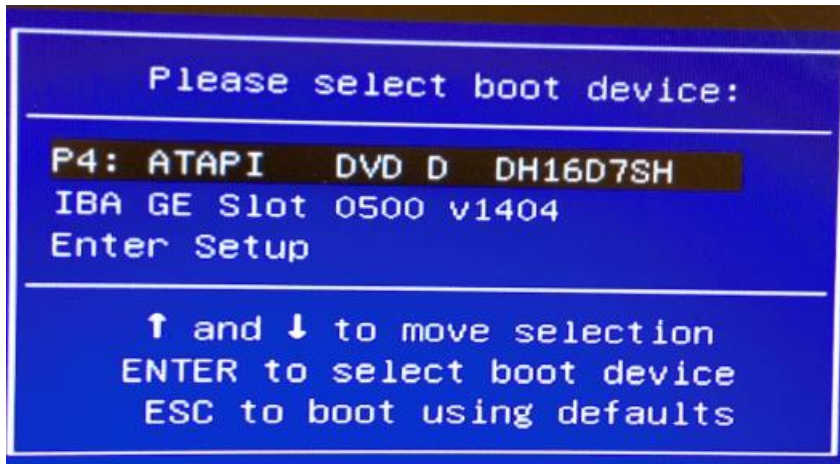 Please select boot device:
P4: ATAPI DVD D DH16D7SH
IBA GE Slot 0500 v1404
Enter Setup
↑ and ↓ to move selection
ENTER to select boot device
ESC to boot using defaults